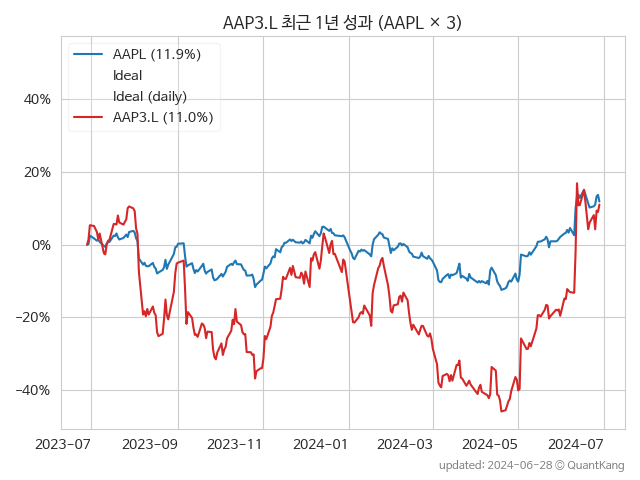 AAP3.L 최근 1년 성과 (AAPL × 3)
AAPL (11.9%)
Ideal
Ideal (daily)
AAP3.L (11.0%)
40%
20%
0%
−20%
−40%
2023-07 2023-09 2023-11 2024-01 2024-03 2024-05 2024-07
updated: 2024-06-28 © QuantKang